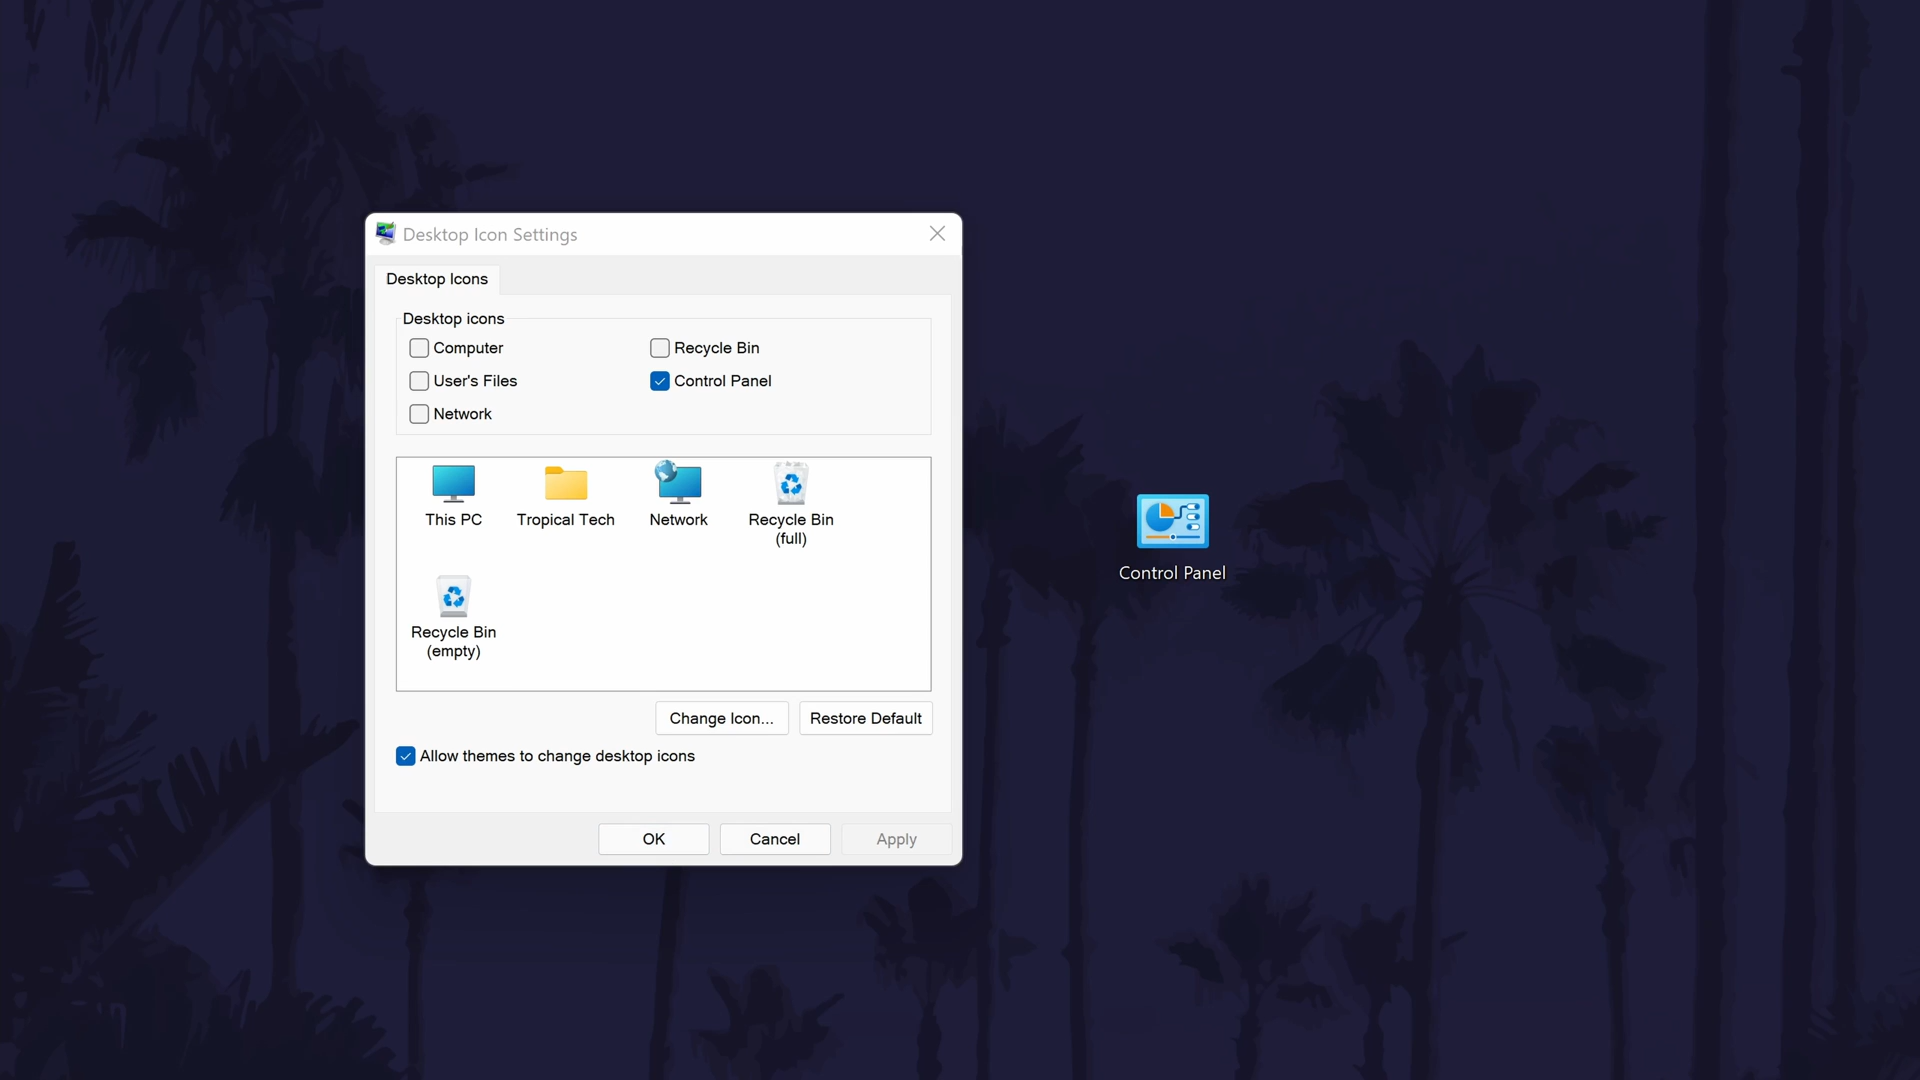 Desktop Icon Settings
Desktop Icons
Desktop icons
Computer
Recycle Bin
User's Files
Control Panel
Network
This PC
Tropical Tech
Network
Recycle Bin
(full)
Recycle Bin
(empty)
Change Icon...
Restore Default
Allow themes to change desktop icons
OK
Cancel
Apply
Control Panel